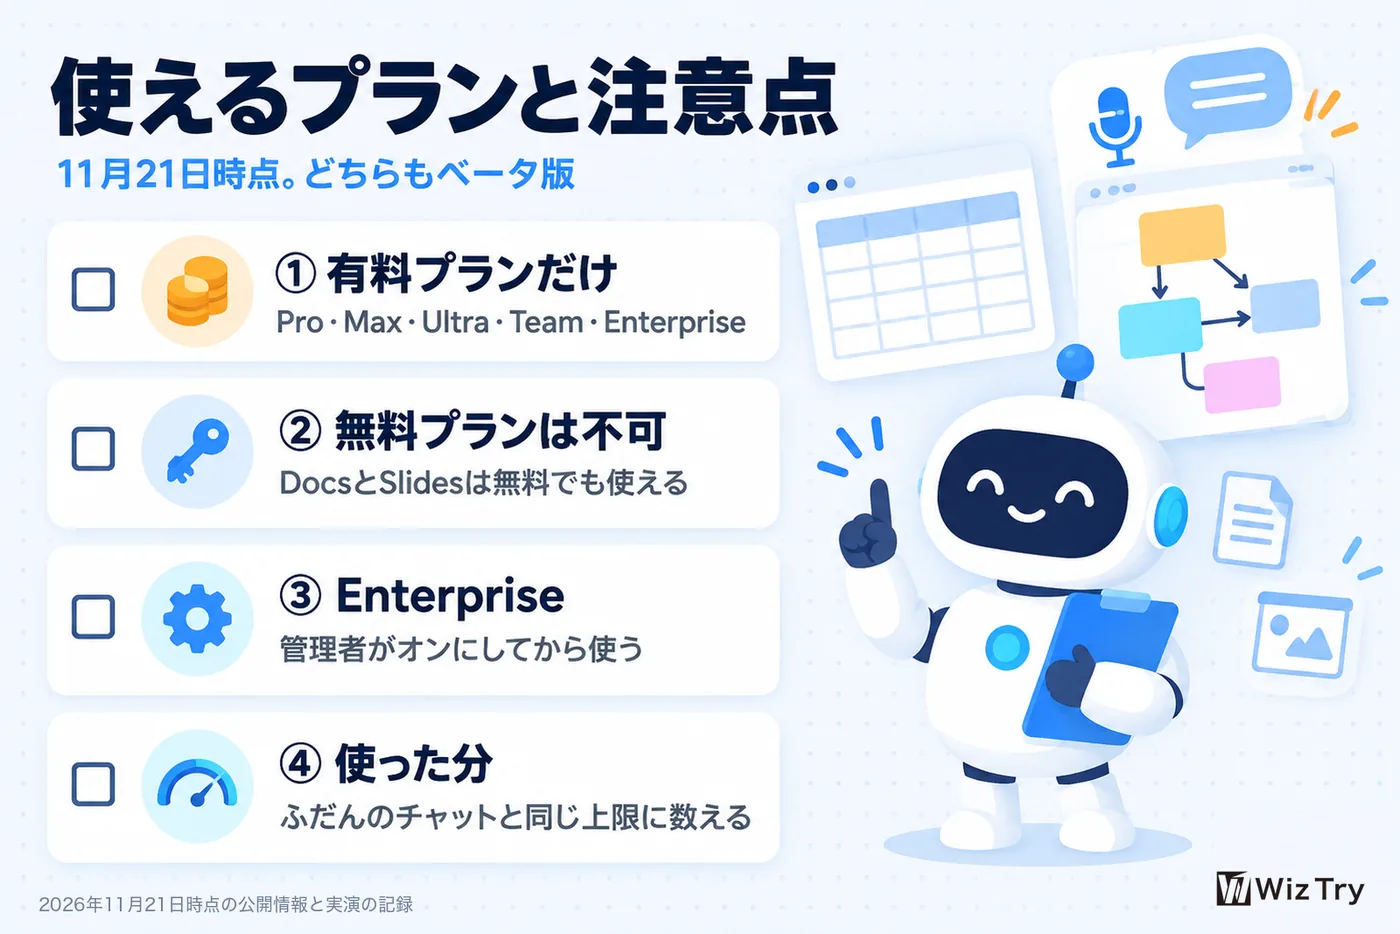 使えるプランと注意点
11月21日時点。どちらもベータ版
① 有料プランだけ
Pro・Max・Ultra・Team・Enterprise
② 無料プランは不可
DocsとSlidesは無料でも使える
③ Enterprise
管理者がオンにしてから使う
④ 使った分
ふだんのチャットと同じ上限に数える
2026年11月21日時点の公開情報と実演の記録
Wiz Try